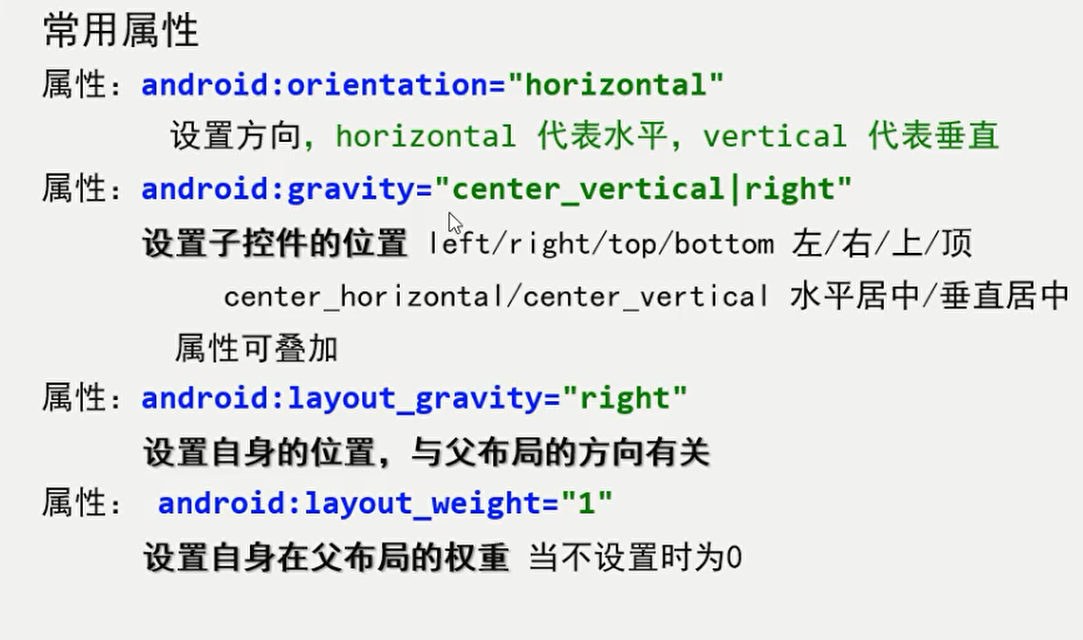 常用属性
属性：android:orientation="horizontal"
设置方向，horizontal 代表水平，vertical 代表垂直
属性：android:gravity="center_vertical|right"
设置子控件的位置 left/right/top/bottom 左/右/上/顶
center_horizontal/center_vertical 水平居中/垂直居中
属性可叠加
属性：android:layout_gravity="right"
设置自身的位置，与父布局的方向有关
属性： android:layout_weight="1"
设置自身在父布局的权重 当不设置时为0